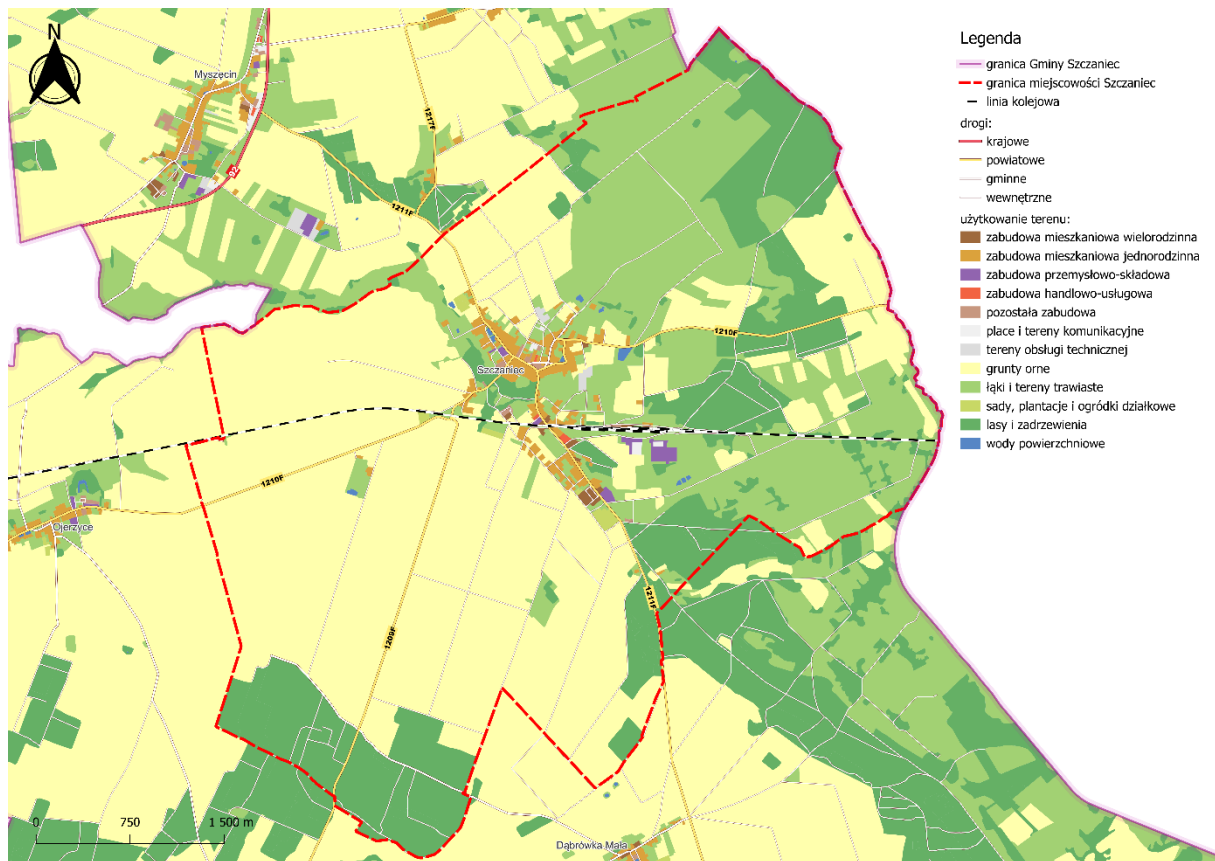 N
Myszęcin
1217F
92
1211F
1210F
Szczaniec
1210F
Ojerzyce
1211F
1209F
Dąbrówka Mała
0 750 1 500 m
Legenda
granica Gminy Szczaniec
granica miejscowości Szczaniec
linia kolejowa
drogi:
krajowe
powiatowe
gminne
wewnętrzne
użytkowanie terenu:
zabudowa mieszkaniowa wielorodzinna
zabudowa mieszkaniowa jednorodzinna
zabudowa przemysłowo-składowa
zabudowa handlowo-usługowa
pozostała zabudowa
place i tereny komunikacyjne
tereny obsługi technicznej
grunty orne
łąki i tereny trawiaste
sady, plantacje i ogródki działkowe
lasy i zadrzewienia
wody powierzchniowe